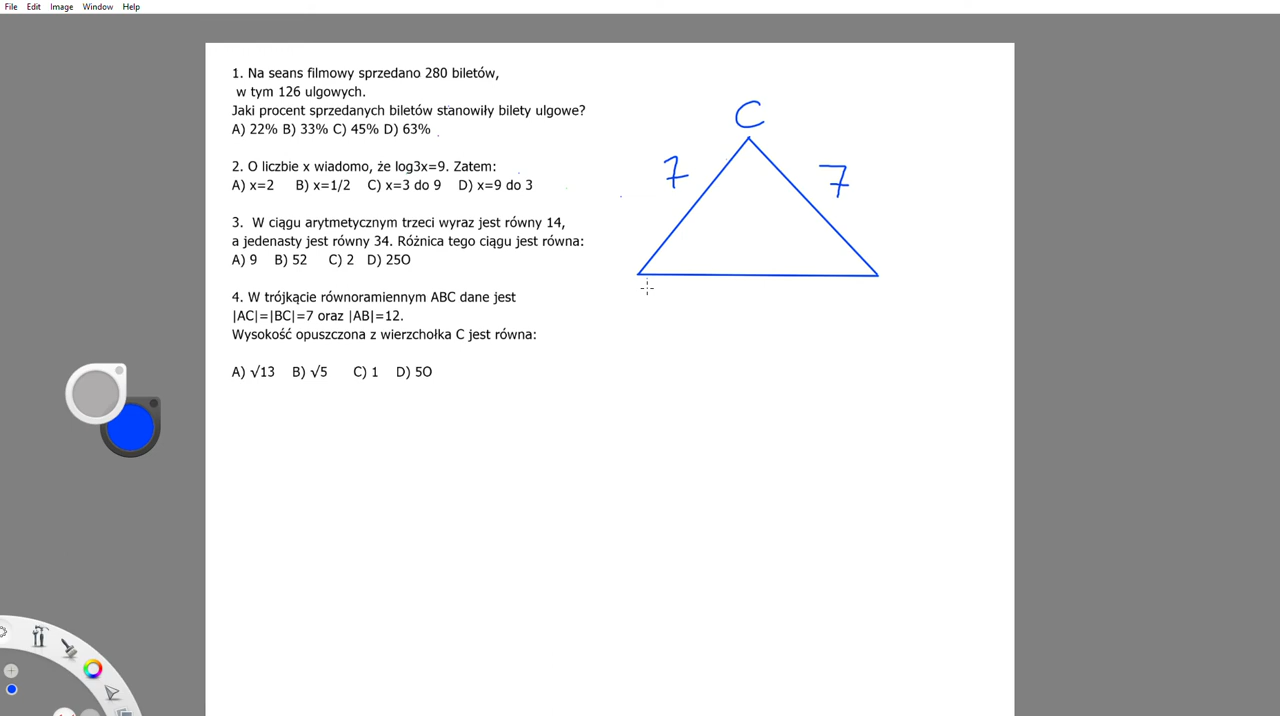 File Edit Image Window Help
1. Na seans filmowy sprzedano 280 biletów,
w tym 126 ulgowych.
Jaki procent sprzedanych biletów stanowiły bilety ulgowe?
A) 22% B) 33% C) 45% D) 63%
2. O liczbie x wiadomo, że log3x=9. Zatem:
A) x=2 B) x=1/2 C) x=3 do 9 D) x=9 do 3
3. W ciągu arytmetycznym trzeci wyraz jest równy 14,
a jedenasty jest równy 34. Różnica tego ciągu jest równa:
A) 9 B) 52 C) 2 D) 25O
4. W trójkącie równoramiennym ABC dane jest
|AC|=|BC|=7 oraz |AB|=12.
Wysokość opuszczona z wierzchołka C jest równa:
A) √13 B) √5 C) 1 D) 5O
C
7 7